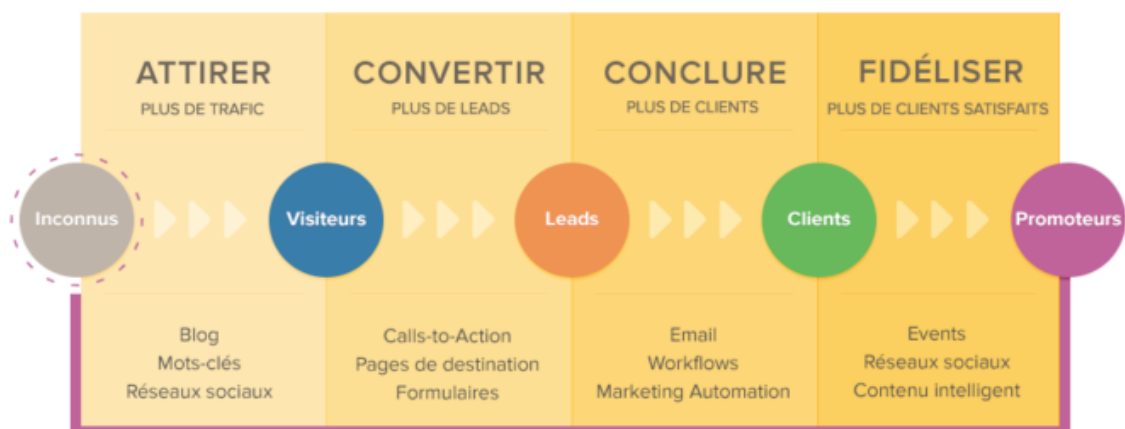 ATTIRER
PLUS DE TRAFIC
CONVERTIR
PLUS DE LEADS
CONCLURE
PLUS DE CLIENTS
FIDÉLISER
PLUS DE CLIENTS SATISFAITS
Inconnus
Visiteurs
Leads
Clients
Promoteurs
Blog
Mots-clés
Réseaux sociaux
Calls-to-Action
Pages de destination
Formulaires
Email
Workflows
Marketing Automation
Events
Réseaux sociaux
Contenu intelligent